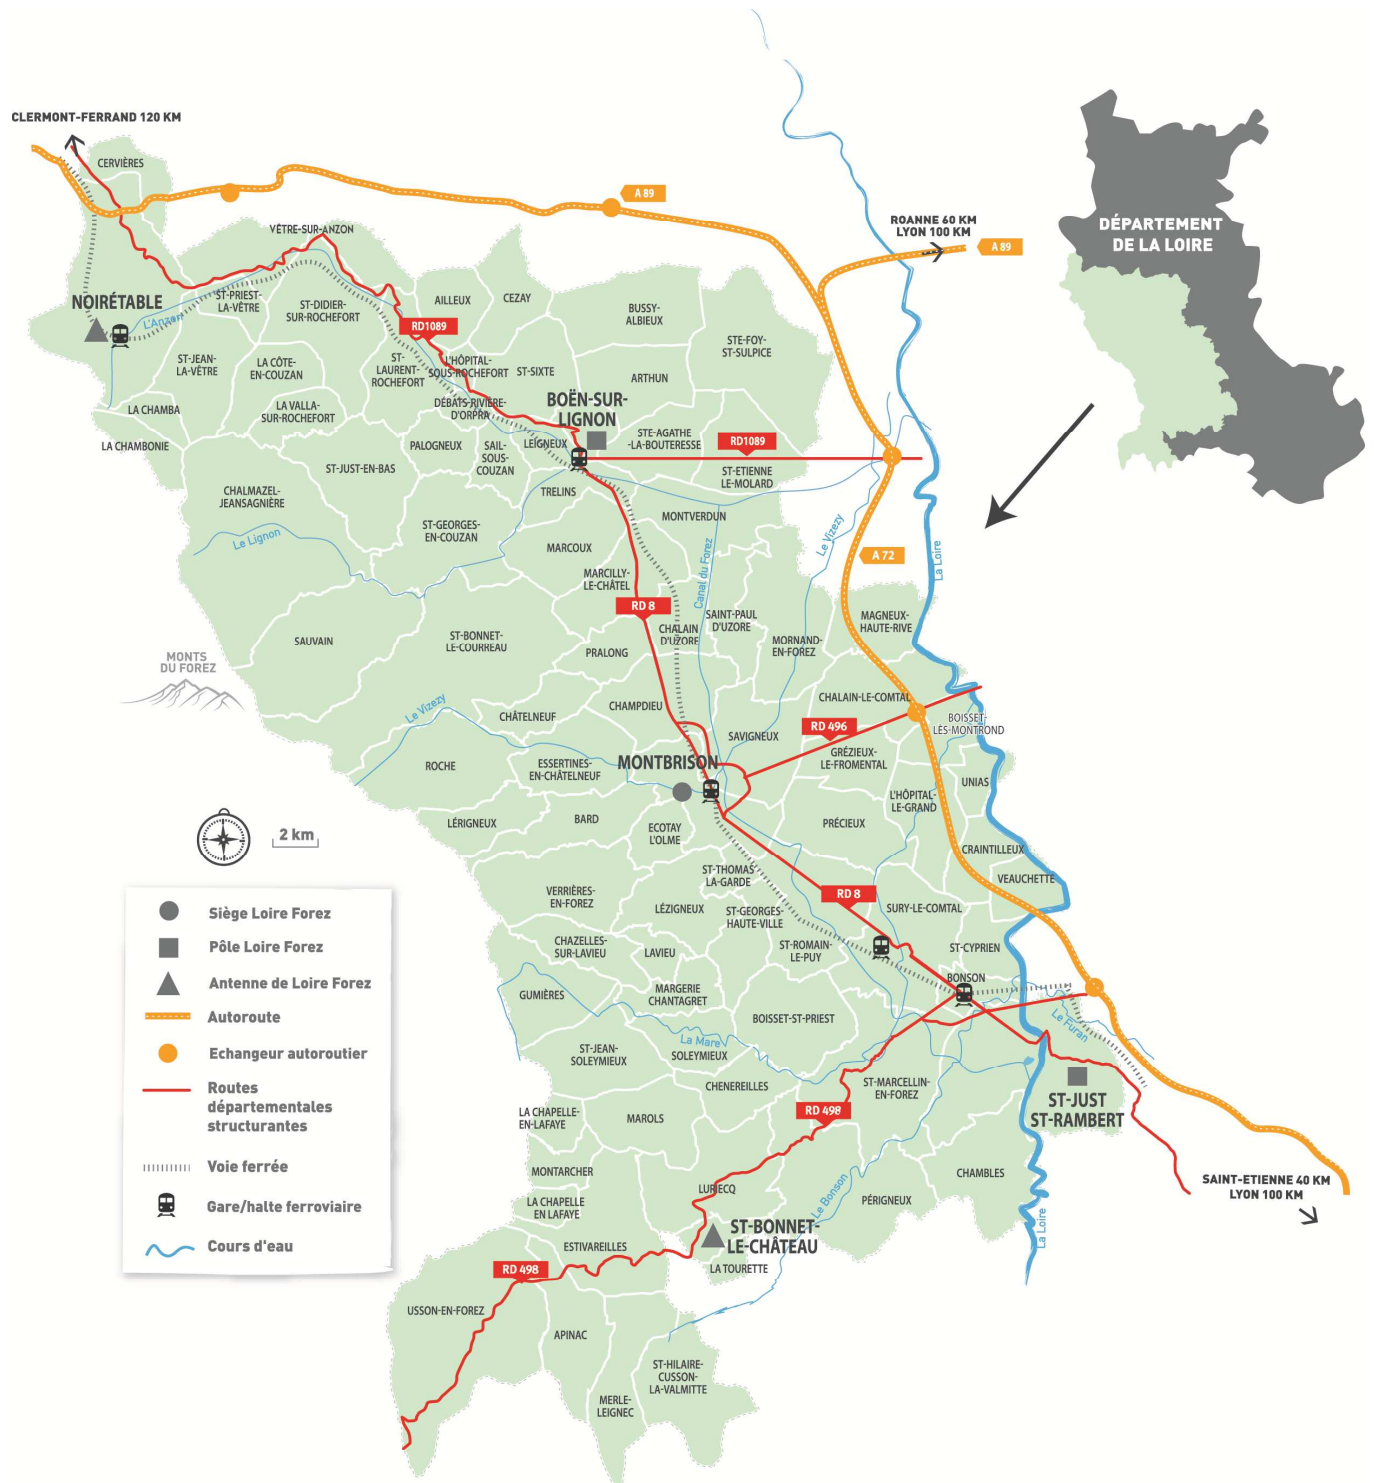 CLERMONT-FERRAND 120 KM
CERVIÈRES
A 89
ROANNE 60 KM
LYON 100 KM
A 89
DÉPARTEMENT
DE LA LOIRE
VÊTRE-SUR-ANZON
NOIRÉTABLE
L'Anzon
ST-PRIEST-
LA-VÊTRE
ST-DIDIER-
SUR-ROCHEFORT
AILLEUX
CEZAY
BUSSY-
ALBIEUX
RD1089
STE-FOY-
ST-SULPICE
ST-JEAN-
LA-VÊTRE
LA CÔTE-
EN-COUZAN
ST-
LAURENT-
ROCHEFORT
L'HÔPITAL-
SOUS-ROCHEFORT
ST-SIXTE
ARTHUN
LA CHAMBA
LA VALLA-
SUR-ROCHEFORT
DÉBATS-RIVIÈRE-
D'ORPRA
BOËN-SUR-
LIGNON
LA CHAMBONIE
PALOGNEUX
SAIL-
SOUS-
COUZAN
LEIGNEUX
STE-AGATHE
-LA-BOUTERESSE
RD1089
ST-JUST-EN-BAS
ST-ETIENNE
LE-MOLARD
CHALMAZEL-
JEANSAGNIÈRE
TRELINS
MONTVERDUN
Le Lignon
ST-GEORGES-
EN-COUZAN
MARCOUX
Canal du Forez
Le Vizezy
A 72
La Loire
MARCILLY-
LE-CHÂTEL
RD 8
SAINT-PAUL
D'UZORE
MAGNEUX-
HAUTE-RIVE
SAUVAIN
ST-BONNET-
LE-COURREAU
CHALAIN
D'UZORE
MORNAND-
EN-FOREZ
PRALONG
MONTS
DU FOREZ
Le Vizezy
CHÂTELNEUF
CHAMPDIEU
CHALAIN-LE-COMTAL
RD 496
BOISSET-
LÈS-MONTROND
SAVIGNEUX
ROCHE
ESSERTINES-
EN-CHÂTELNEUF
MONTBRISON
GRÉZIEUX-
LE-FROMENTAL
UNIAS
L'HÔPITAL-
LE-GRAND
LÉRIGNEUX
BARD
ECOTAY
L'OLME
PRÉCIEUX
2 km
CRAINTILLEUX
ST-THOMAS
LA-GARDE
VEAUCHETTE
VERRIÈRES-
EN-FOREZ
LÉZIGNEUX
ST-GEORGES-
HAUTE-VILLE
RD 8
SURY-LE-COMTAL
CHAZELLES-
SUR-LAVIEU
LAVIEU
ST-ROMAIN-
LE-PUY
ST-CYPRIEN
GUMIÈRES
MARGERIE
CHANTAGRET
BONSON
BOISSET-ST-PRIEST
Le Furan
La Mare
ST-JEAN-
SOLEYMIEUX
SOLEYMIEUX
CHENEREILLES
ST-MARCELLIN-
EN-FOREZ
ST-JUST
ST-RAMBERT
LA CHAPELLE-
EN-LAFAYE
MAROLS
RD 498
MONTARCHER
CHAMBLES
LURIECQ
Le Bonson
PÉRIGNEUX
La Loire
SAINT-ETIENNE 40 KM
LYON 100 KM
LA CHAPELLE
EN LAFAYE
ST-BONNET-
LE-CHÂTEAU
ESTIVAREILLES
LA TOURETTE
RD 498
USSON-EN-FOREZ
APINAC
ST-HILAIRE-
CUSSON-
LA-VALMITTE
MERLE-
LEIGNEC
Siège Loire Forez
Pôle Loire Forez
Antenne de Loire Forez
Autoroute
Echangeur autoroutier
Routes
départementales
structurantes
Voie ferrée
Gare/halte ferroviaire
Cours d'eau